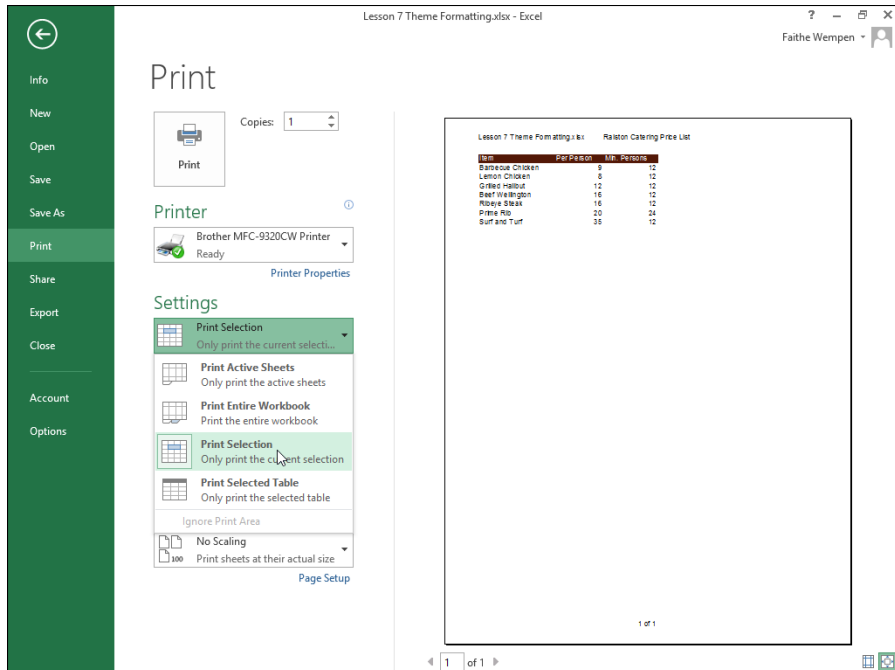 Lesson 7 Theme Formatting.xlsx - Excel
?
Faithe Wempen
Info
New
Open
Save
Save As
Print
Share
Export
Close
Account
Options
Print
Print
Copies: 1
Printer
Brother MFC-9320CW Printer
Ready
Printer Properties
Settings
Print Selection
Only print the current selecti...
Print Active Sheets
Only print the active sheets
Print Entire Workbook
Print the entire workbook
Print Selection
Only print the current selection
Print Selected Table
Only print the selected table
Ignore Print Area
No Scaling
100 Print sheets at their actual size
Page Setup
Lesson 7 Theme Formatting.xlsx Ralston Catering Price List
Item Per Person Min. Persons
Barbecue Chicken 9 12
Lemon Chicken 8 12
Grilled Halibut 12 12
Beef Wellington 16 12
Ribeye Steak 16 12
Prime Rib 20 24
Surf and Turf 35 12
1 of 1
1 of 1